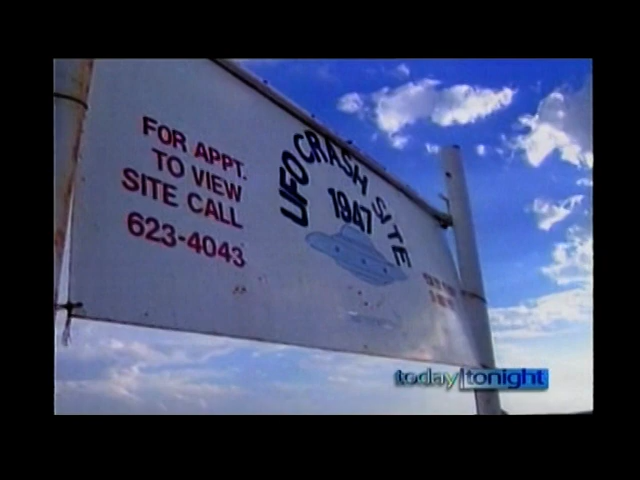 FOR APPT.
TO VIEW
SITE CALL
623-4043
UFO CRASH SITE
1947
today|tonight